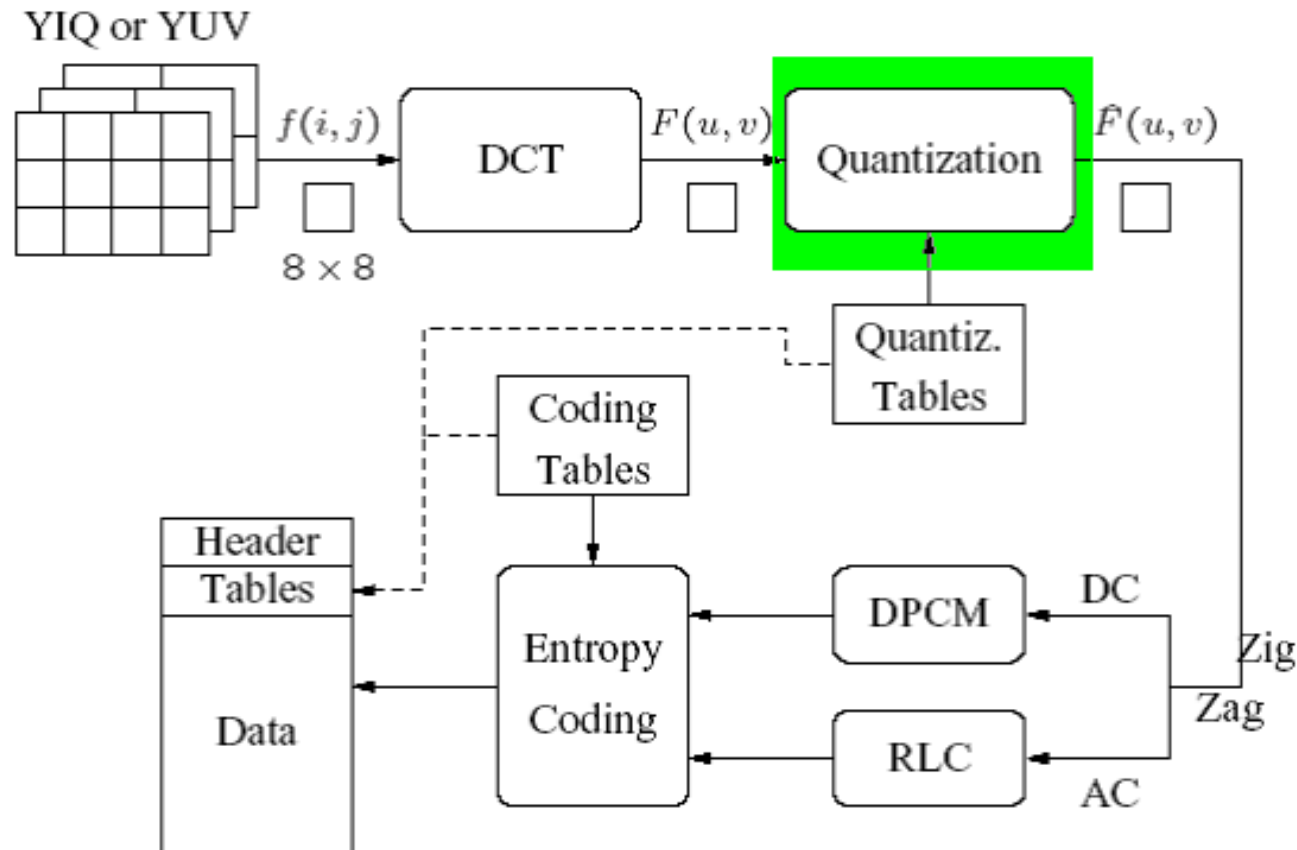 YIQ or YUV
f(i, j)
8 × 8
DCT
F(u, v)
Quantization
F̂(u, v)
Quantiz.
Tables
Coding
Tables
Header
Tables
Data
Entropy
Coding
DPCM
DC
Zig
Zag
RLC
AC